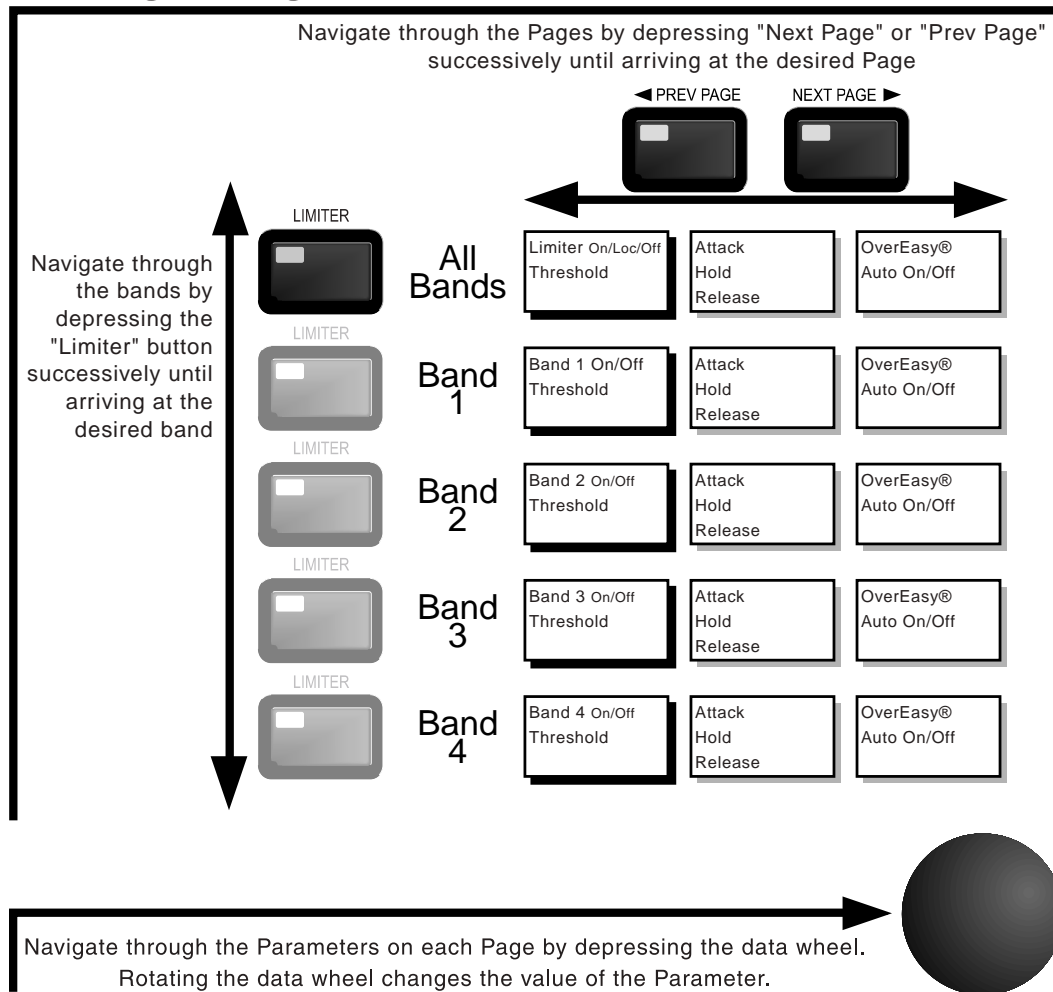 Navigate through the Pages by depressing "Next Page" or "Prev Page"
successively until arriving at the desired Page
◄ PREV PAGE
NEXT PAGE ►
Navigate through
the bands by
depressing the
"Limiter" button
successively until
arriving at the
desired band
LIMITER
All
Bands
Limiter On/Loc/Off
Threshold
Attack
Hold
Release
OverEasy®
Auto On/Off
LIMITER
Band
1
Band 1 On/Off
Threshold
Attack
Hold
Release
OverEasy®
Auto On/Off
LIMITER
Band
2
Band 2 On/Off
Threshold
Attack
Hold
Release
OverEasy®
Auto On/Off
LIMITER
Band
3
Band 3 On/Off
Threshold
Attack
Hold
Release
OverEasy®
Auto On/Off
LIMITER
Band
4
Band 4 On/Off
Threshold
Attack
Hold
Release
OverEasy®
Auto On/Off
Navigate through the Parameters on each Page by depressing the data wheel.
Rotating the data wheel changes the value of the Parameter.